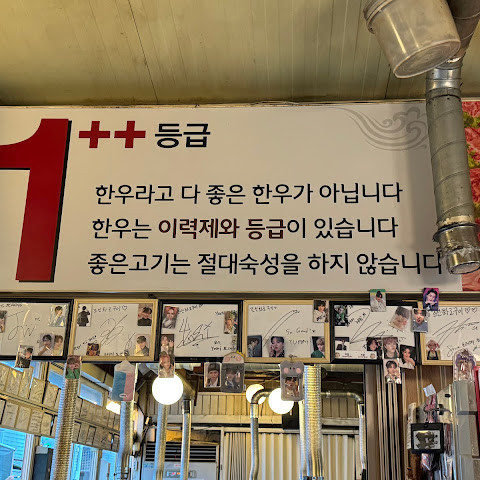 1++ 등급
한우라고 다 좋은 한우가 아닙니다
한우는 이력제와 등급이 있습니다
좋은고기는 절대숙성을 하지 않습니다